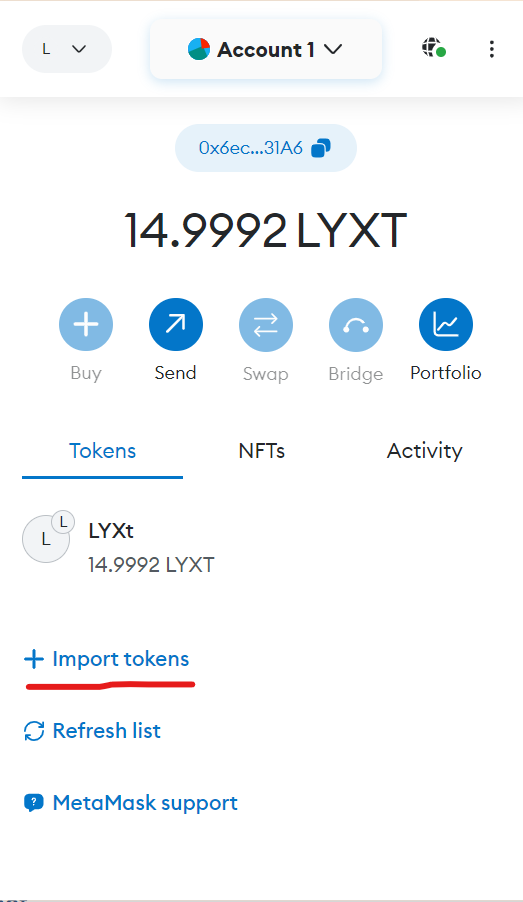 L
Account 1
0x6ec...31A6
14.9992 LYXT
Buy Send Swap Bridge Portfolio
Tokens NFTs Activity
L
L
LYXt
14.9992 LYXT
Import tokens
Refresh list
? MetaMask support